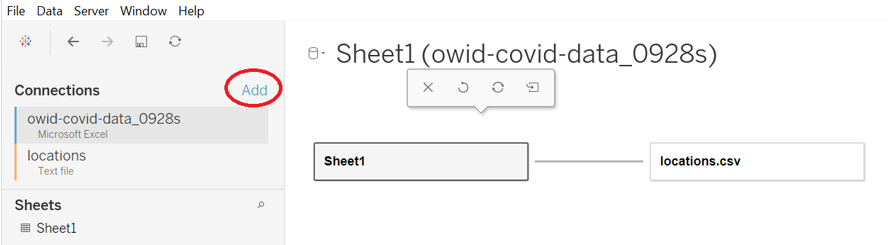 File Data Server Window Help
Sheet1 (owid-covid-data_0928s)
Connections Add
owid-covid-data_0928s
Microsoft Excel
locations
Text file
Sheets
Sheet1
Sheet1 locations.csv